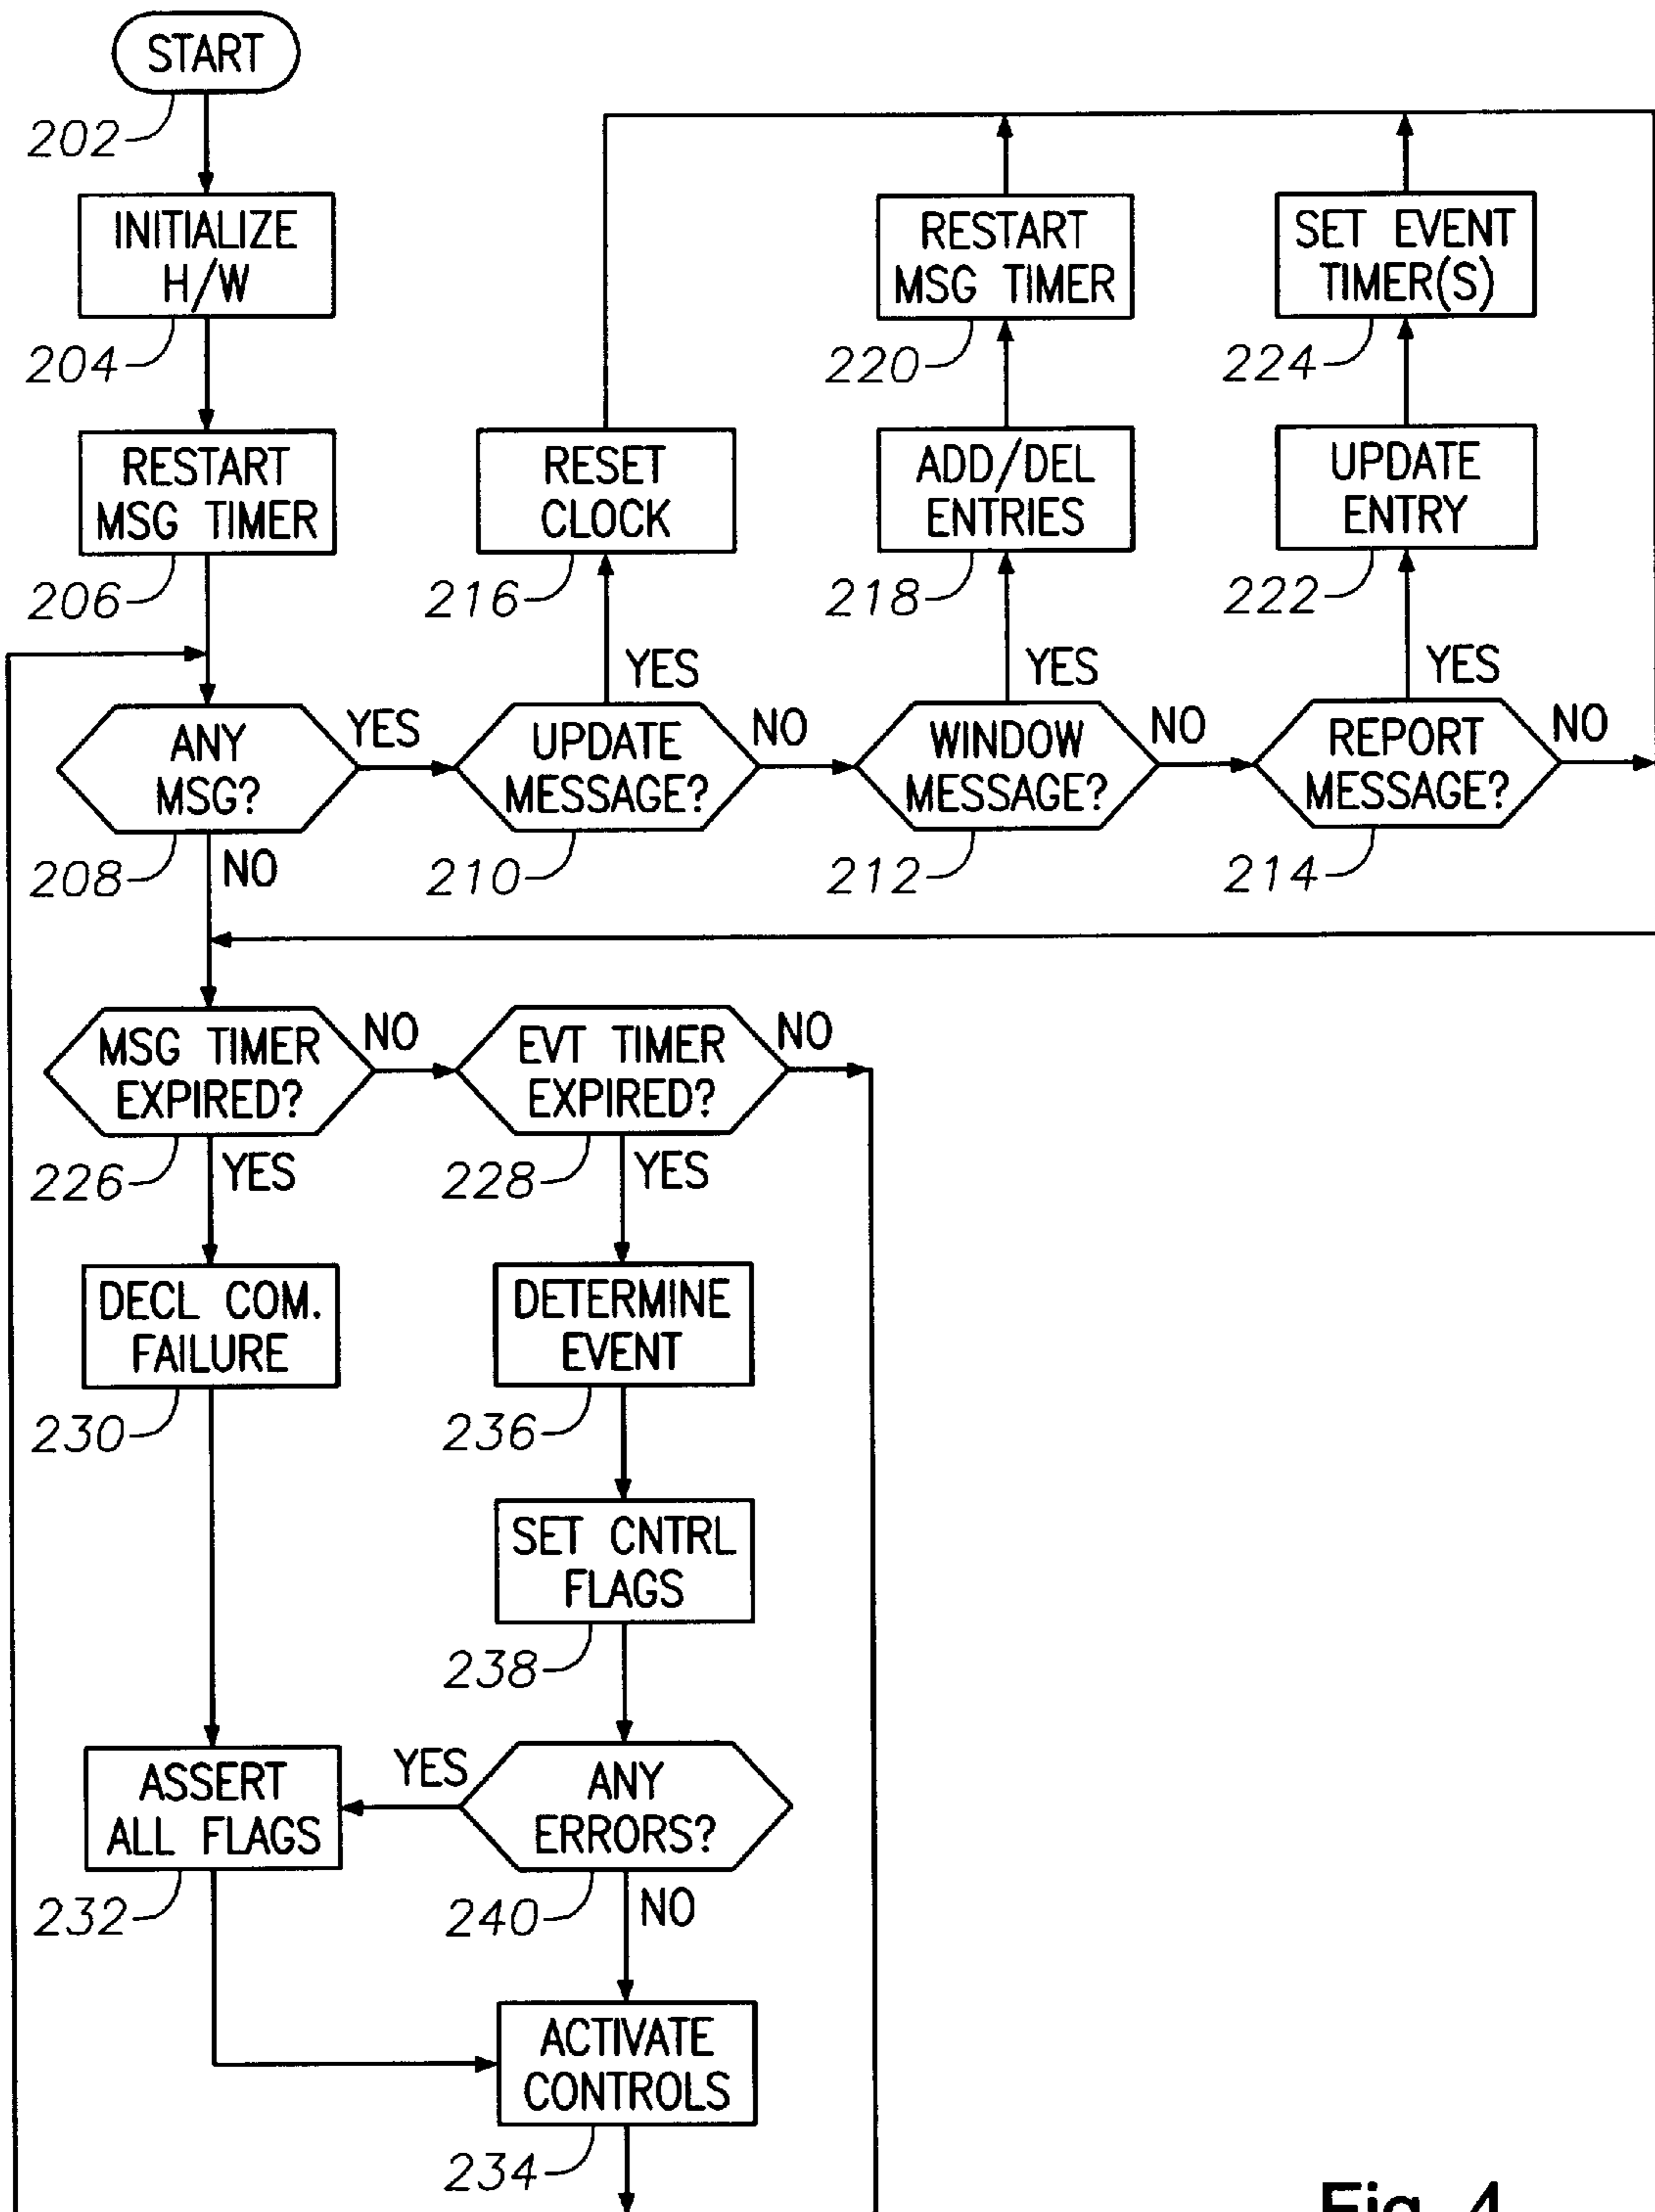 START
202
INITIALIZE
H/W
204
RESTART
MSG TIMER
206
RESET
CLOCK
216
RESTART
MSG TIMER
220
ADD/DEL
ENTRIES
218
SET EVENT
TIMER(S)
224
UPDATE
ENTRY
222
ANY
MSG?
208
YES
NO
UPDATE
MESSAGE?
210
YES
NO
WINDOW
MESSAGE?
212
YES
NO
REPORT
MESSAGE?
214
YES
NO
MSG TIMER
EXPIRED?
226
NO
YES
EVT TIMER
EXPIRED?
228
NO
YES
DECL COM.
FAILURE
230
DETERMINE
EVENT
236
SET CNTRL
FLAGS
238
ASSERT
ALL FLAGS
232
YES
ANY
ERRORS?
240
NO
ACTIVATE
CONTROLS
234
Fig. 4